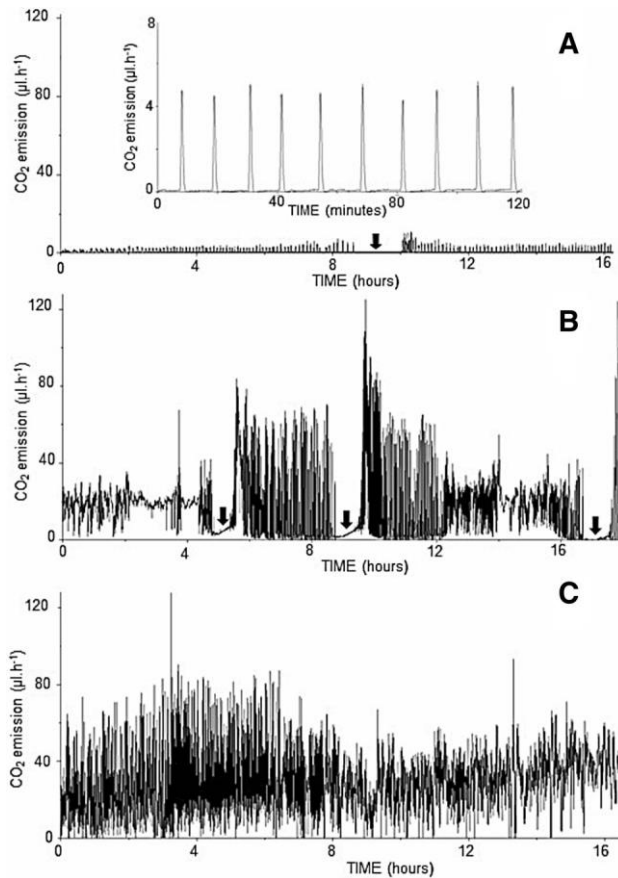 A
CO₂ emission (µl.h⁻¹)
120
80
40
0
CO₂ emission (µl.h⁻¹)
8
4
0
0 40 80 120
TIME (minutes)
0 4 8 12 16
TIME (hours)
B
CO₂ emission (µl.h⁻¹)
120
80
40
0
0 4 8 12 16
TIME (hours)
C
CO₂ emission (µl.h⁻¹)
120
80
40
0
0 4 8 12
TIME (hours)